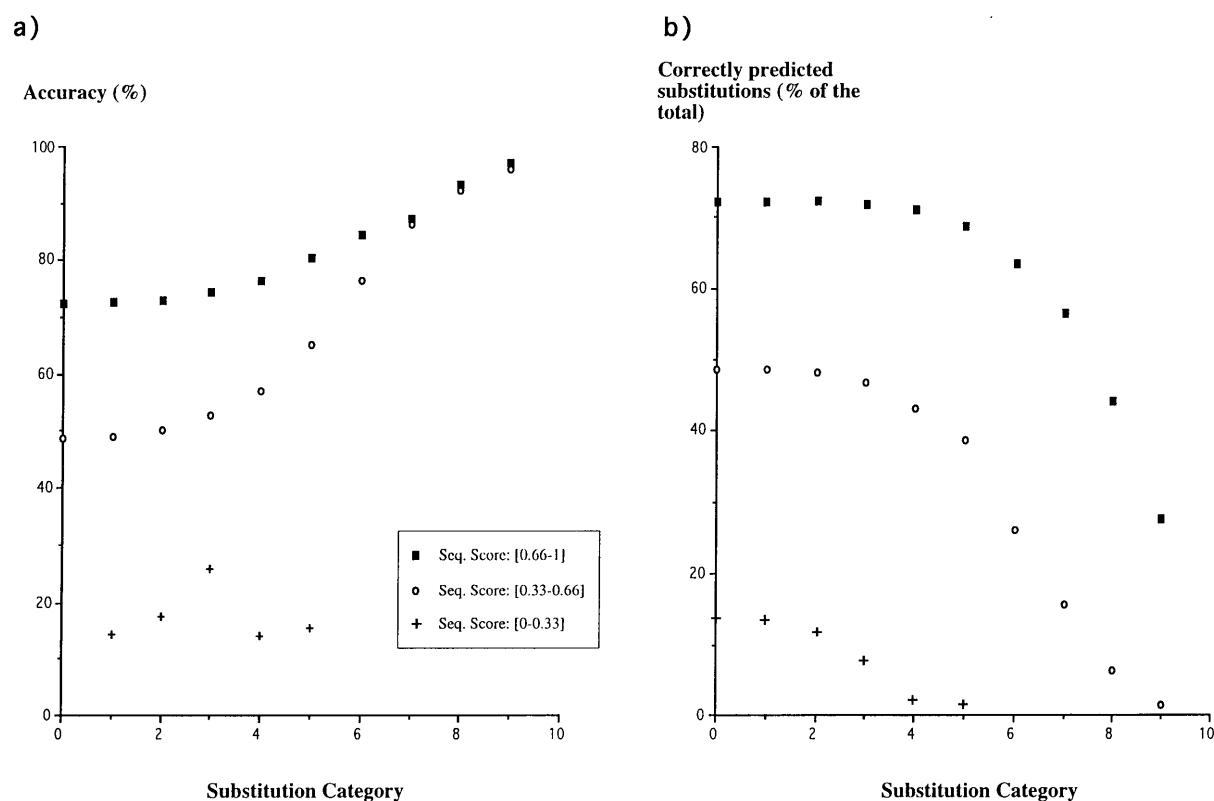 a)
Accuracy (%)
100
80
60
40
20
0
0 2 4 6 8 10
Substitution Category
Seq. Score: [0.66-1]
Seq. Score: [0.33-0.66]
Seq. Score: [0-0.33]
b)
Correctly predicted
substitutions (% of the
total)
80
60
40
20
0
0 2 4 6 8 10
Substitution Category